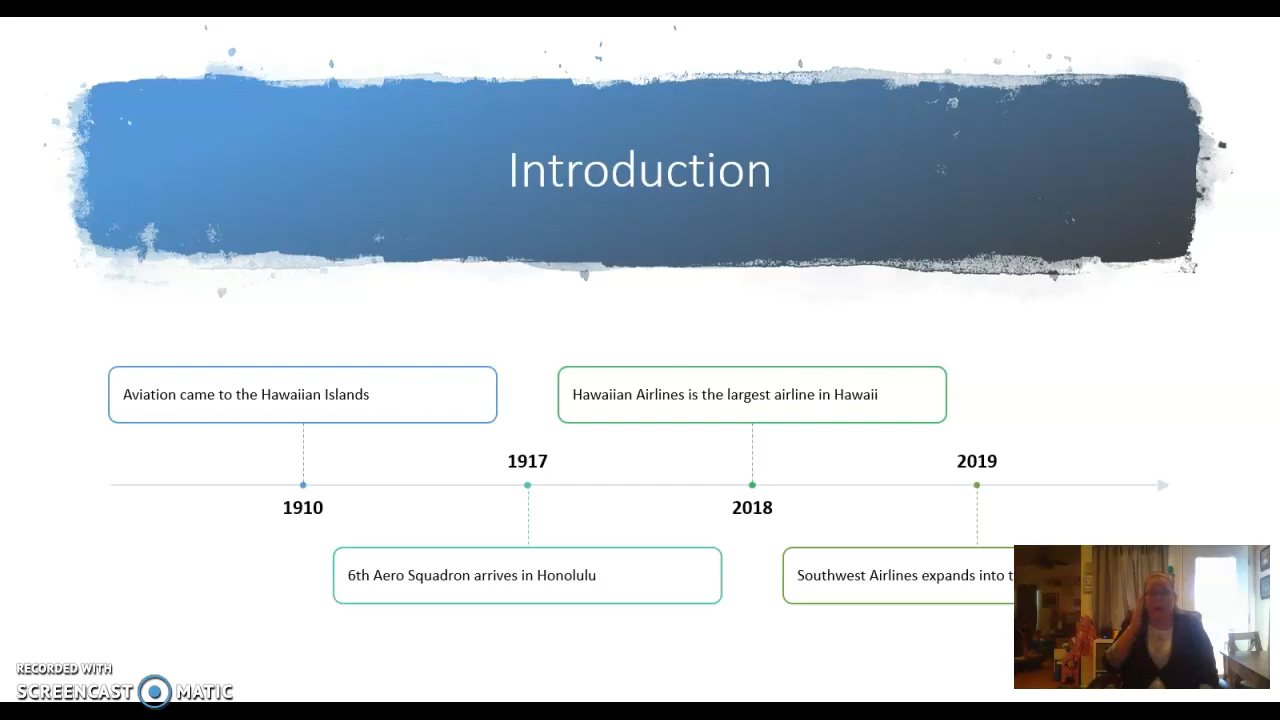 Introduction
Aviation came to the Hawaiian Islands
Hawaiian Airlines is the largest airline in Hawaii
1917
2019
1910
2018
6th Aero Squadron arrives in Honolulu
Southwest Airlines expands into t
RECORDED WITH
SCREENCAST MATIC